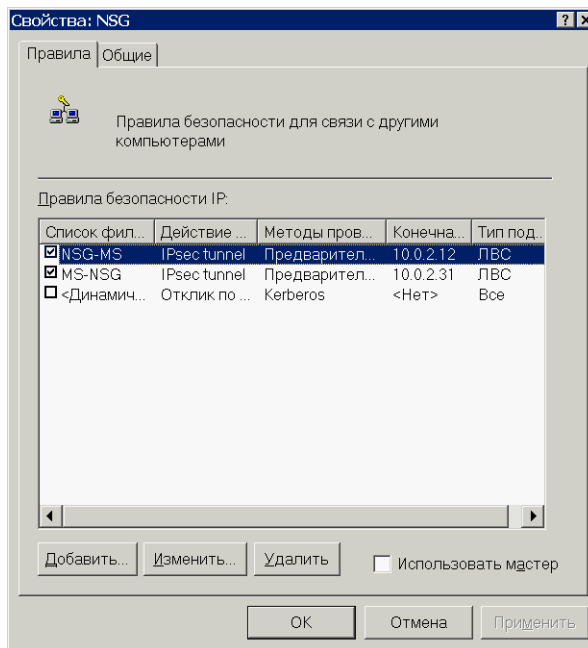 Свойства: NSG
Правила Общие
Правила безопасности для связи с другими
компьютерами
Правила безопасности IP:
Список фил... Действие ... Методы пров... Конечна... Тип под..
NSG-MS IPsec tunnel Предварител... 10.0.2.12 ЛВС
MS-NSG IPsec tunnel Предварител... 10.0.2.31 ЛВС
<Динамич... Отклик по ... Kerberos <Нет> Все
Добавить... Изменить... Удалить Использовать мастер
OK Отмена Применить